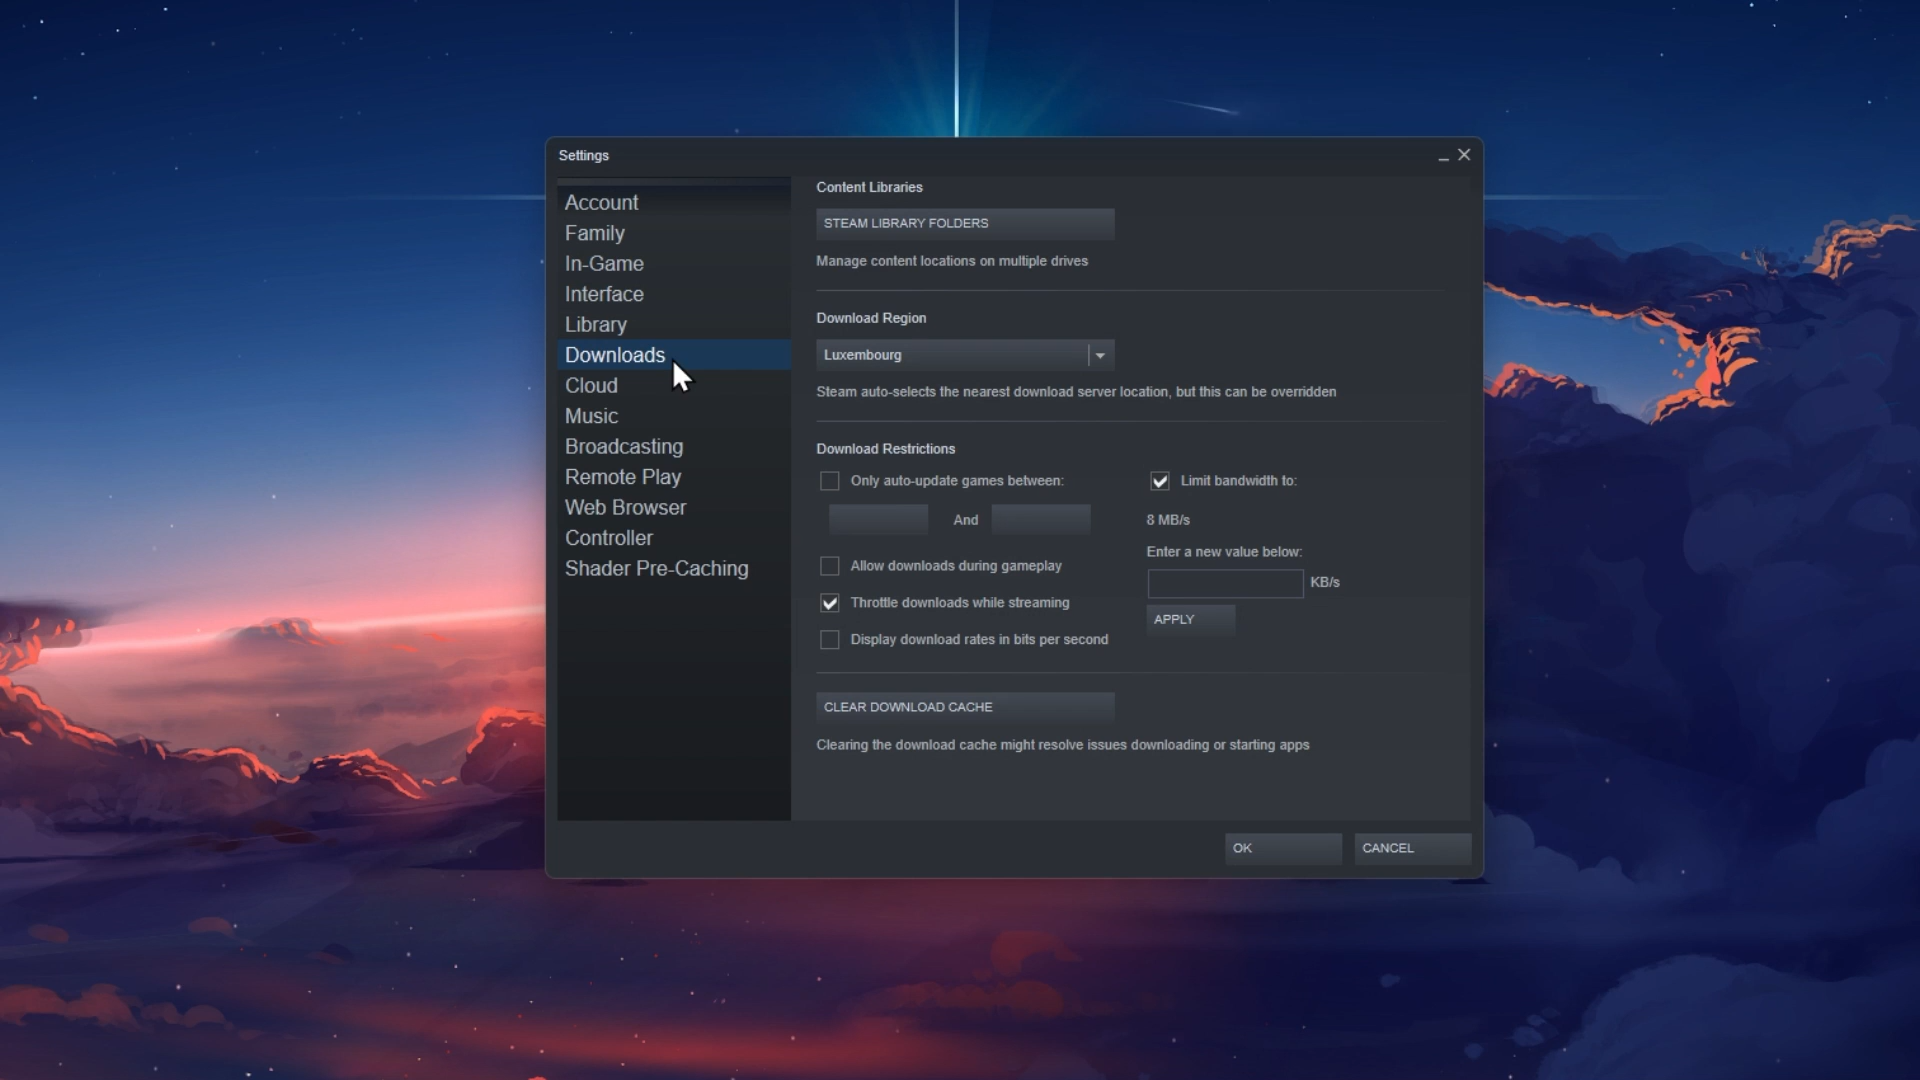 Settings
Account
Family
In-Game
Interface
Library
Downloads
Cloud
Music
Broadcasting
Remote Play
Web Browser
Controller
Shader Pre-Caching
Content Libraries
STEAM LIBRARY FOLDERS
Manage content locations on multiple drives
Download Region
Luxembourg
Steam auto-selects the nearest download server location, but this can be overridden
Download Restrictions
Only auto-update games between:
And
Allow downloads during gameplay
Throttle downloads while streaming
Display download rates in bits per second
Limit bandwidth to:
8 MB/s
Enter a new value below:
KB/s
APPLY
CLEAR DOWNLOAD CACHE
Clearing the download cache might resolve issues downloading or starting apps
OK
CANCEL